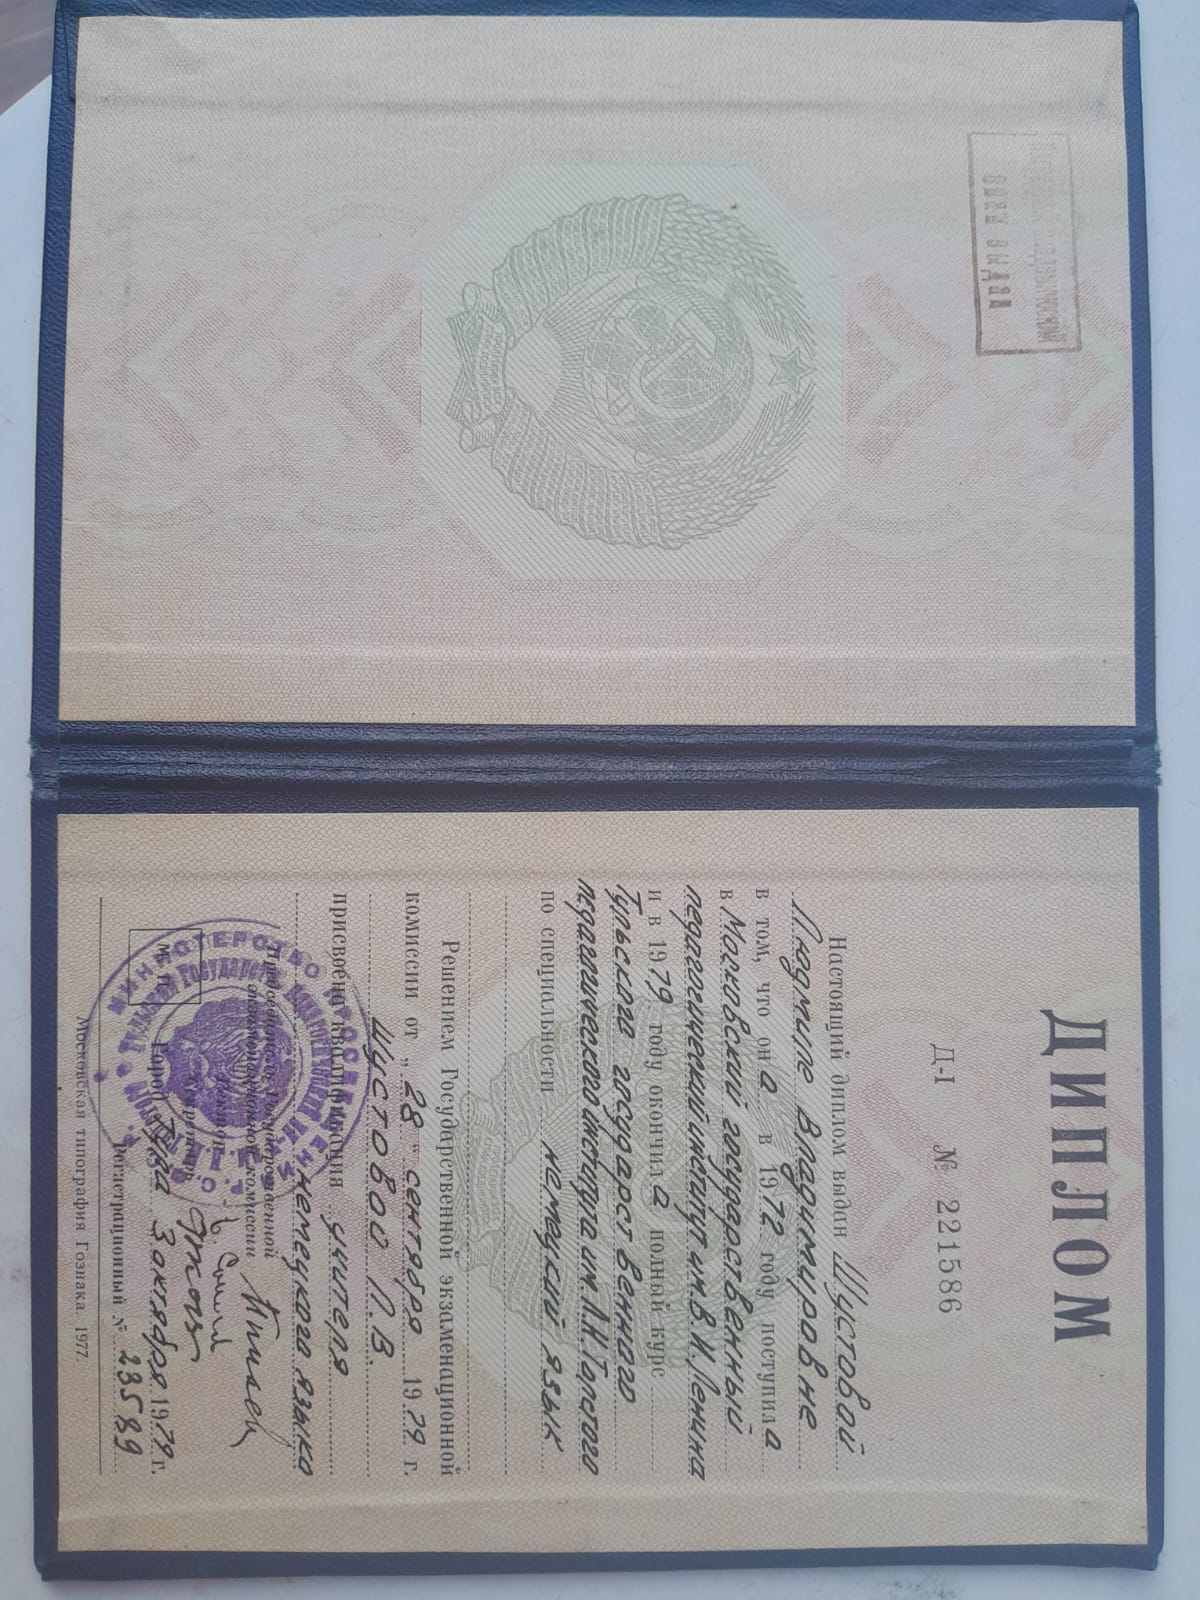 ДИПЛОМ
Д-I № 221586
Настоящий диплом выдан Шустовой
Людмиле Владимировне
в том, что она в 1972 году поступила
в Московский государственный
педагогический институт им. В.И. Ленина
и в 1979 году окончила полный курс
Тульского государственного
педагогического института им. Л.Н. Толстого
по специальности немецкий язык
Решением Государственной экзаменационной
комиссии от „28“ сентября 1979 г.
Шустовой Л.В.
присвоена квалификация учителя
немецкого языка
Председатель Государственной
экзаменационной комиссии
Ректор
Секретарь
М. П.
Город Тула 3 октября 1979 г.
Регистрационный № 23589
Московская типография Гознака. 1977.